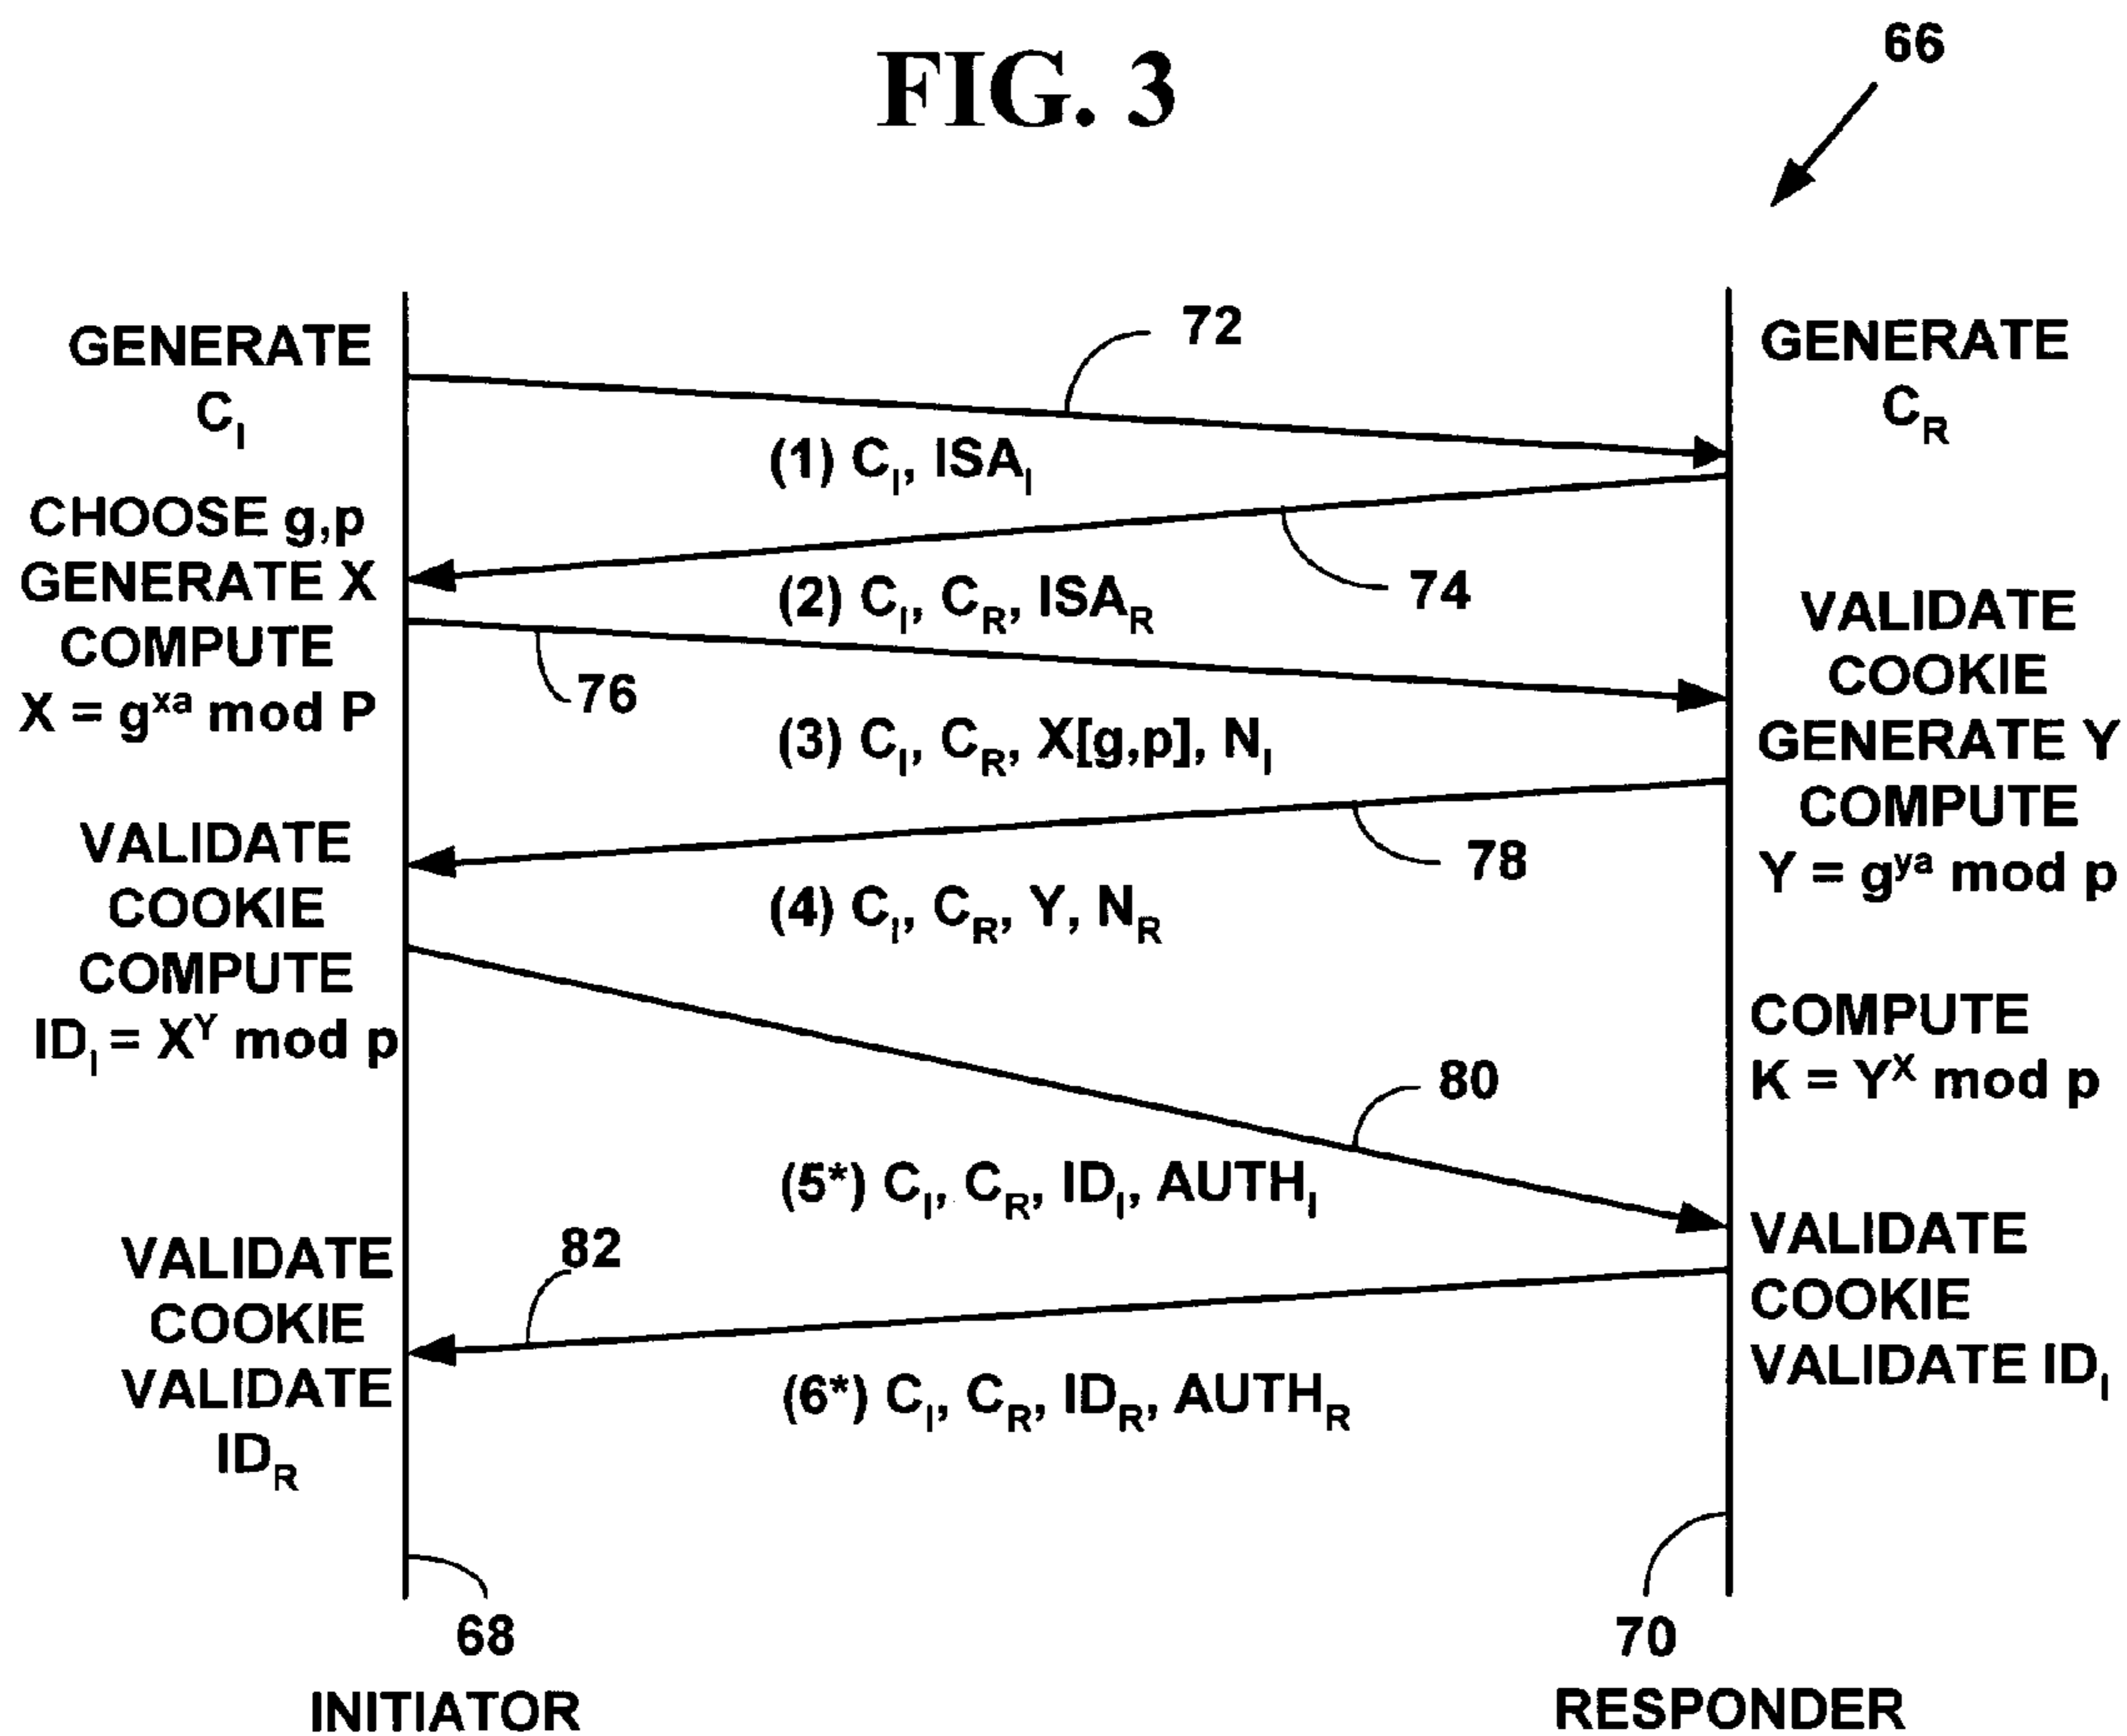 FIG. 3
66
GENERATE
C_I
72
GENERATE
C_R
(1) C_I, ISA_I
CHOOSE g,p
GENERATE X
COMPUTE
X = g^xa mod P
74
(2) C_I, C_R, ISA_R
76
(3) C_I, C_R, X[g,p], N_I
VALIDATE
COOKIE
GENERATE Y
COMPUTE
Y = g^ya mod p
78
(4) C_I, C_R, Y, N_R
VALIDATE
COOKIE
COMPUTE
ID_I = X^Y mod p
COMPUTE
K = Y^X mod p
80
(5*) C_I, C_R, ID_I, AUTH_I
VALIDATE
COOKIE
VALIDATE ID_I
82
(6*) C_I, C_R, ID_R, AUTH_R
VALIDATE
COOKIE
VALIDATE
ID_R
68
INITIATOR
70
RESPONDER